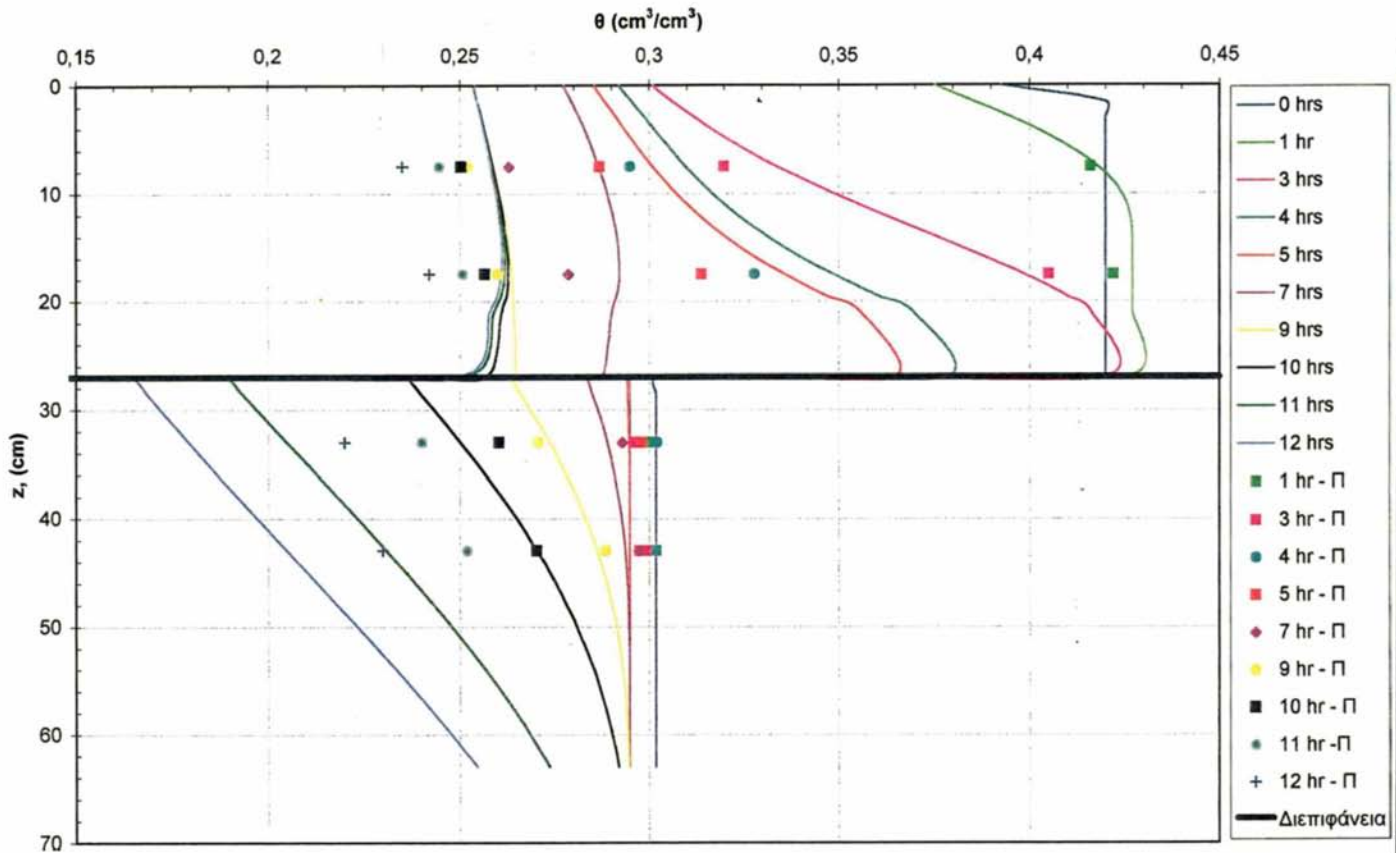 θ (cm³/cm³)
0,15 0,2 0,25 0,3 0,35 0,4 0,45
0
10
20
30
40
50
60
70
z, (cm)
0 hrs
1 hr
3 hrs
4 hrs
5 hrs
7 hrs
9 hrs
10 hrs
11 hrs
12 hrs
1 hr - Π
3 hr - Π
4 hr - Π
5 hr - Π
7 hr - Π
9 hr - Π
10 hr - Π
11 hr -Π
12 hr - Π
Διεπιφάνεια